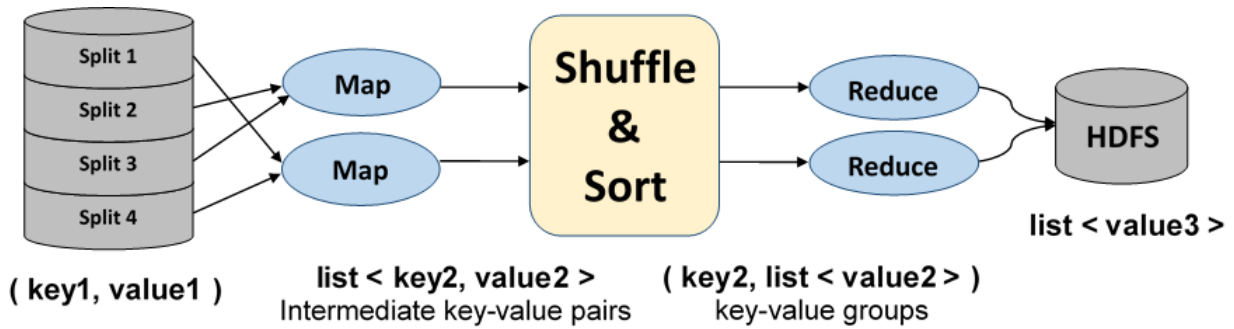 Split 1
Split 2
Split 3
Split 4
Map
Map
Shuffle
&
Sort
Reduce
Reduce
HDFS
( key1, value1 )
list < key2, value2 >
Intermediate key-value pairs
( key2, list < value2 > )
key-value groups
list < value3 >